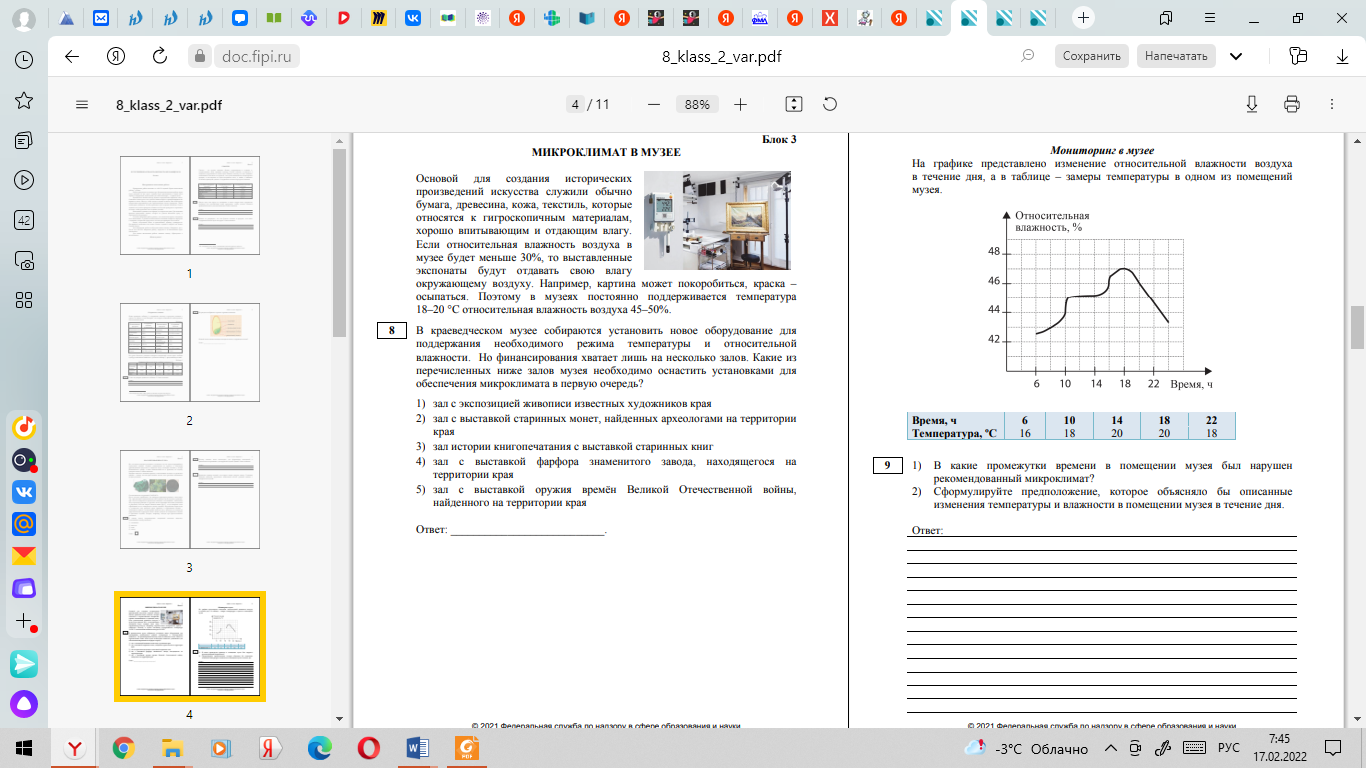 doc.fipi.ru
8_klass_2_var.pdf
Сохранить
Напечатать
8_klass_2_var.pdf
4 / 11
88%
42
1
2
3
4
Блок 3
МИКРОКЛИМАТ В МУЗЕЕ
Основой для создания исторических
произведений искусства служили обычно
бумага, древесина, кожа, текстиль, которые
относятся к гигроскопичным материалам,
хорошо впитывающим и отдающим влагу.
Если относительная влажность воздуха в
музее будет меньше 30%, то выставленные
экспонаты будут отдавать свою влагу
окружающему воздуху. Например, картина может покоробиться, краска –
осыпаться. Поэтому в музеях постоянно поддерживается температура
18–20 °С относительная влажность воздуха 45–50%.
8
В краеведческом музее собираются установить новое оборудование для
поддержания необходимого режима температуры и относительной
влажности. Но финансирования хватает лишь на несколько залов. Какие из
перечисленных ниже залов музея необходимо оснастить установками для
обеспечения микроклимата в первую очередь?
1) зал с экспозицией живописи известных художников края
2) зал с выставкой старинных монет, найденных археологами на территории
края
3) зал истории книгопечатания с выставкой старинных книг
4) зал с выставкой фарфора знаменитого завода, находящегося на
территории края
5) зал с выставкой оружия времён Великой Отечественной войны,
найденного на территории края
Ответ: ____________________________.
© 2021 Федеральная служба по надзору в сфере образования и науки
Мониторинг в музее
На графике представлено изменение относительной влажности воздуха
в течение дня, а в таблице – замеры температуры в одном из помещений
музея.
Относительная
влажность, %
48
46
44
42
6 10 14 18 22 Время, ч
Время, ч 6 10 14 18 22
Температура, °С 16 18 20 20 18
9
1) В какие промежутки времени в помещении музея был нарушен
рекомендованный микроклимат?
2) Сформулируйте предположение, которое объясняло бы описанные
изменения температуры и влажности в помещении музея в течение дня.
Ответ:
© 2021 Федеральная служба по надзору в сфере образования и науки
-3°C Облачно
РУС
7:45
17.02.2022